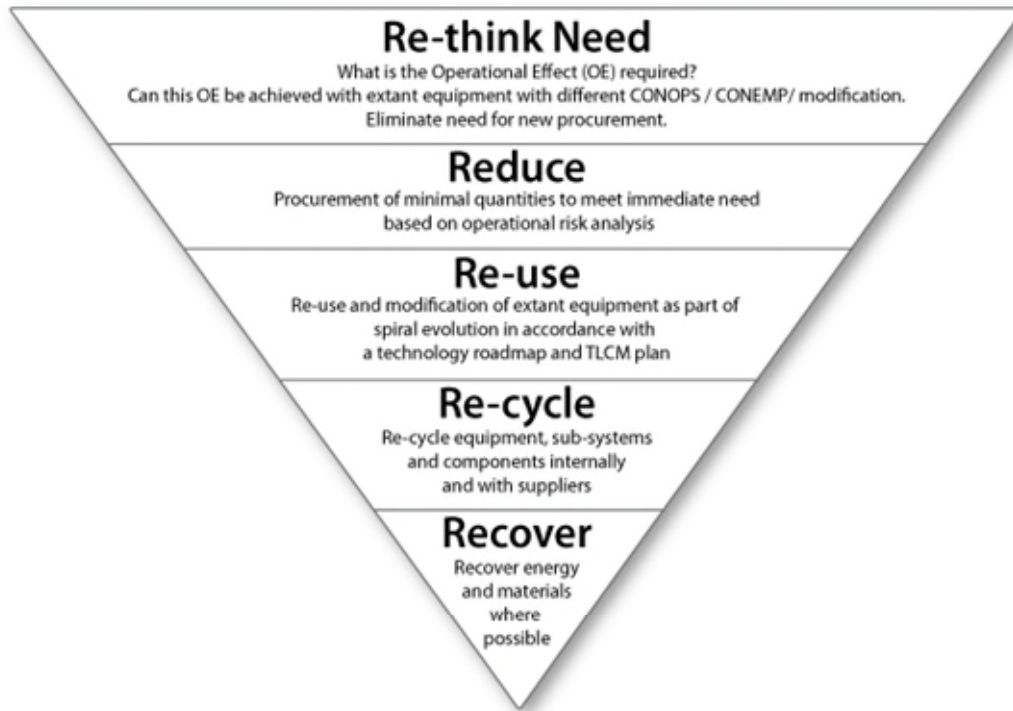 Re-think Need
What is the Operational Effect (OE) required?
Can this OE be achieved with extant equipment with different CONOPS / CONEMP/ modification.
Eliminate need for new procurement.
Reduce
Procurement of minimal quantities to meet immediate need
based on operational risk analysis
Re-use
Re-use and modification of extant equipment as part of
spiral evolution in accordance with
a technology roadmap and TLCM plan
Re-cycle
Re-cycle equipment, sub-systems
and components internally
and with suppliers
Recover
Recover energy
and materials
where
possible